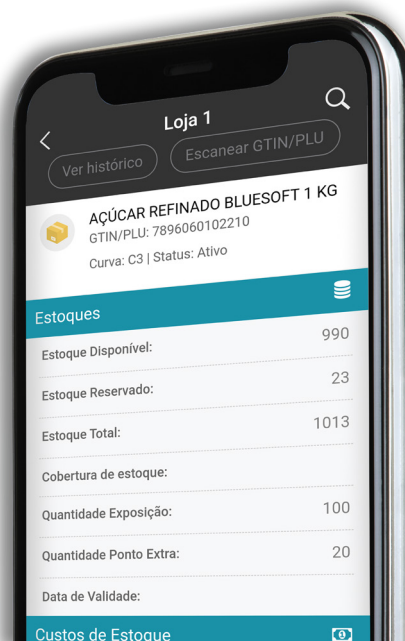 Loja 1
Ver histórico
Escanear GTIN/PLU
AÇÚCAR REFINADO BLUESOFT 1 KG
GTIN/PLU: 7896060102210
Curva: C3 | Status: Ativo
Estoques
Estoque Disponível: 990
Estoque Reservado: 23
Estoque Total: 1013
Cobertura de estoque:
Quantidade Exposição: 100
Quantidade Ponto Extra: 20
Data de Validade:
Custos de Estoque